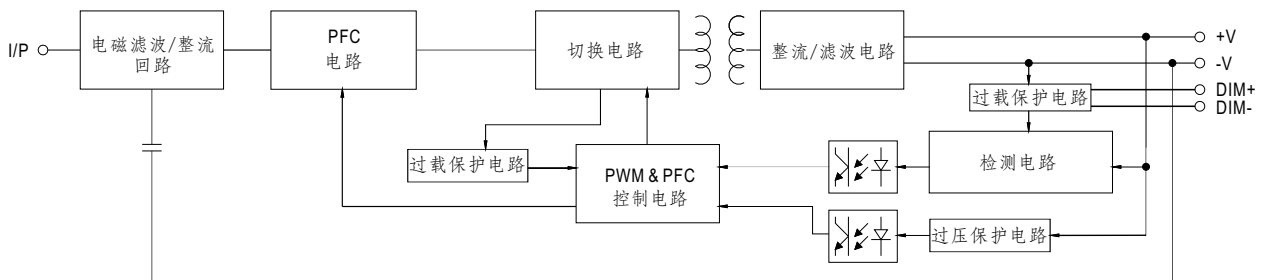 I/P
电磁滤波/整流
回路
PFC
电路
切换电路
整流/滤波电路
+V
-V
DIM+
DIM-
过载保护电路
过载保护电路
PWM & PFC
控制电路
检测电路
过压保护电路